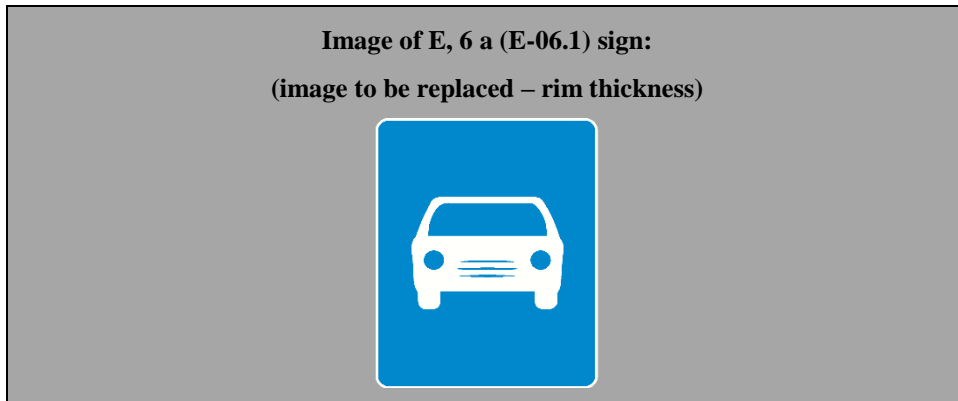 Image of E, 6 a (E-06.1) sign:
(image to be replaced – rim thickness)